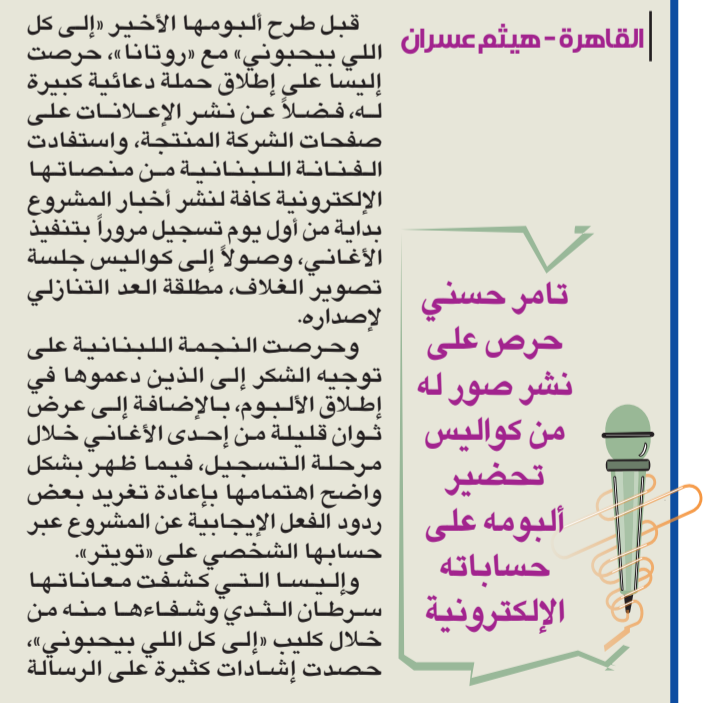 القاهرة - هيثم عسران
قبل طرح ألبومها الأخير «إلى كل
اللي بيحبوني» مع «روتانا»، حرصت
إليسا على إطلاق حملة دعائية كبيرة
له، فضلاً عن نشر الإعلانات على
صفحات الشركة المنتجة، واستفادت
الفنانة اللبنانية من منصاتها
الإلكترونية كافة لنشر أخبار المشروع
بداية من أول يوم تسجيل مروراً بتنفيذ
الأغاني، وصولاً إلى كواليس جلسة
تصوير الغلاف، مطلقة العد التنازلي
لإصداره.
وحرصت النجمة اللبنانية على
توجيه الشكر إلى الذين دعموها في
إطلاق الألبوم، بالإضافة إلى عرض
ثوان قليلة من إحدى الأغاني خلال
مرحلة التسجيل، فيما ظهر بشكل
واضح اهتمامها بإعادة تغريد بعض
ردود الفعل الإيجابية عن المشروع عبر
حسابها الشخصي على «تويتر».
وإليسا التي كشفت معاناتها
سرطان الثدي وشفاءها منه من
خلال كليب «إلى كل اللي بيحبوني»،
حصدت إشادات كثيرة على الرسالة
تامر حسني
حرص على
نشر صور له
من كواليس
تحضير
ألبومه على
حساباته
الإلكترونية